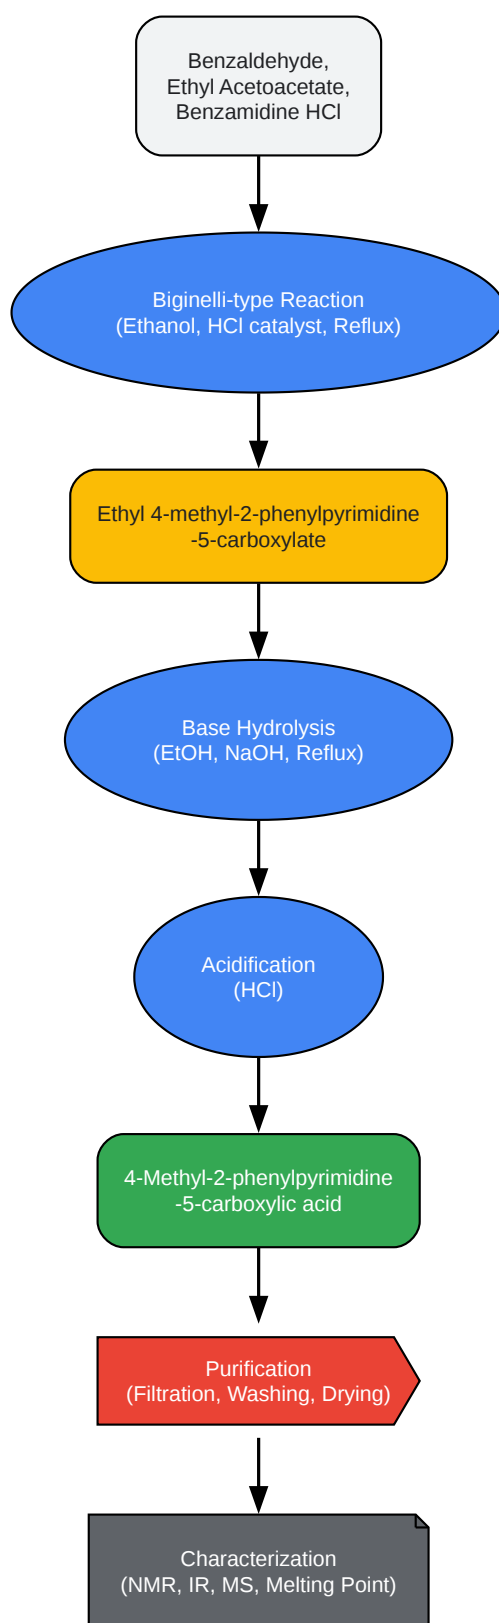 Benzaldehyde,
Ethyl Acetoacetate,
Benzamidine HCl
Biginelli-type Reaction
(Ethanol, HCl catalyst, Reflux)
Ethyl 4-methyl-2-phenylpyrimidine
-5-carboxylate
Base Hydrolysis
(EtOH, NaOH, Reflux)
Acidification
(HCl)
4-Methyl-2-phenylpyrimidine
-5-carboxylic acid
Purification
(Filtration, Washing, Drying)
Characterization
(NMR, IR, MS, Melting Point)